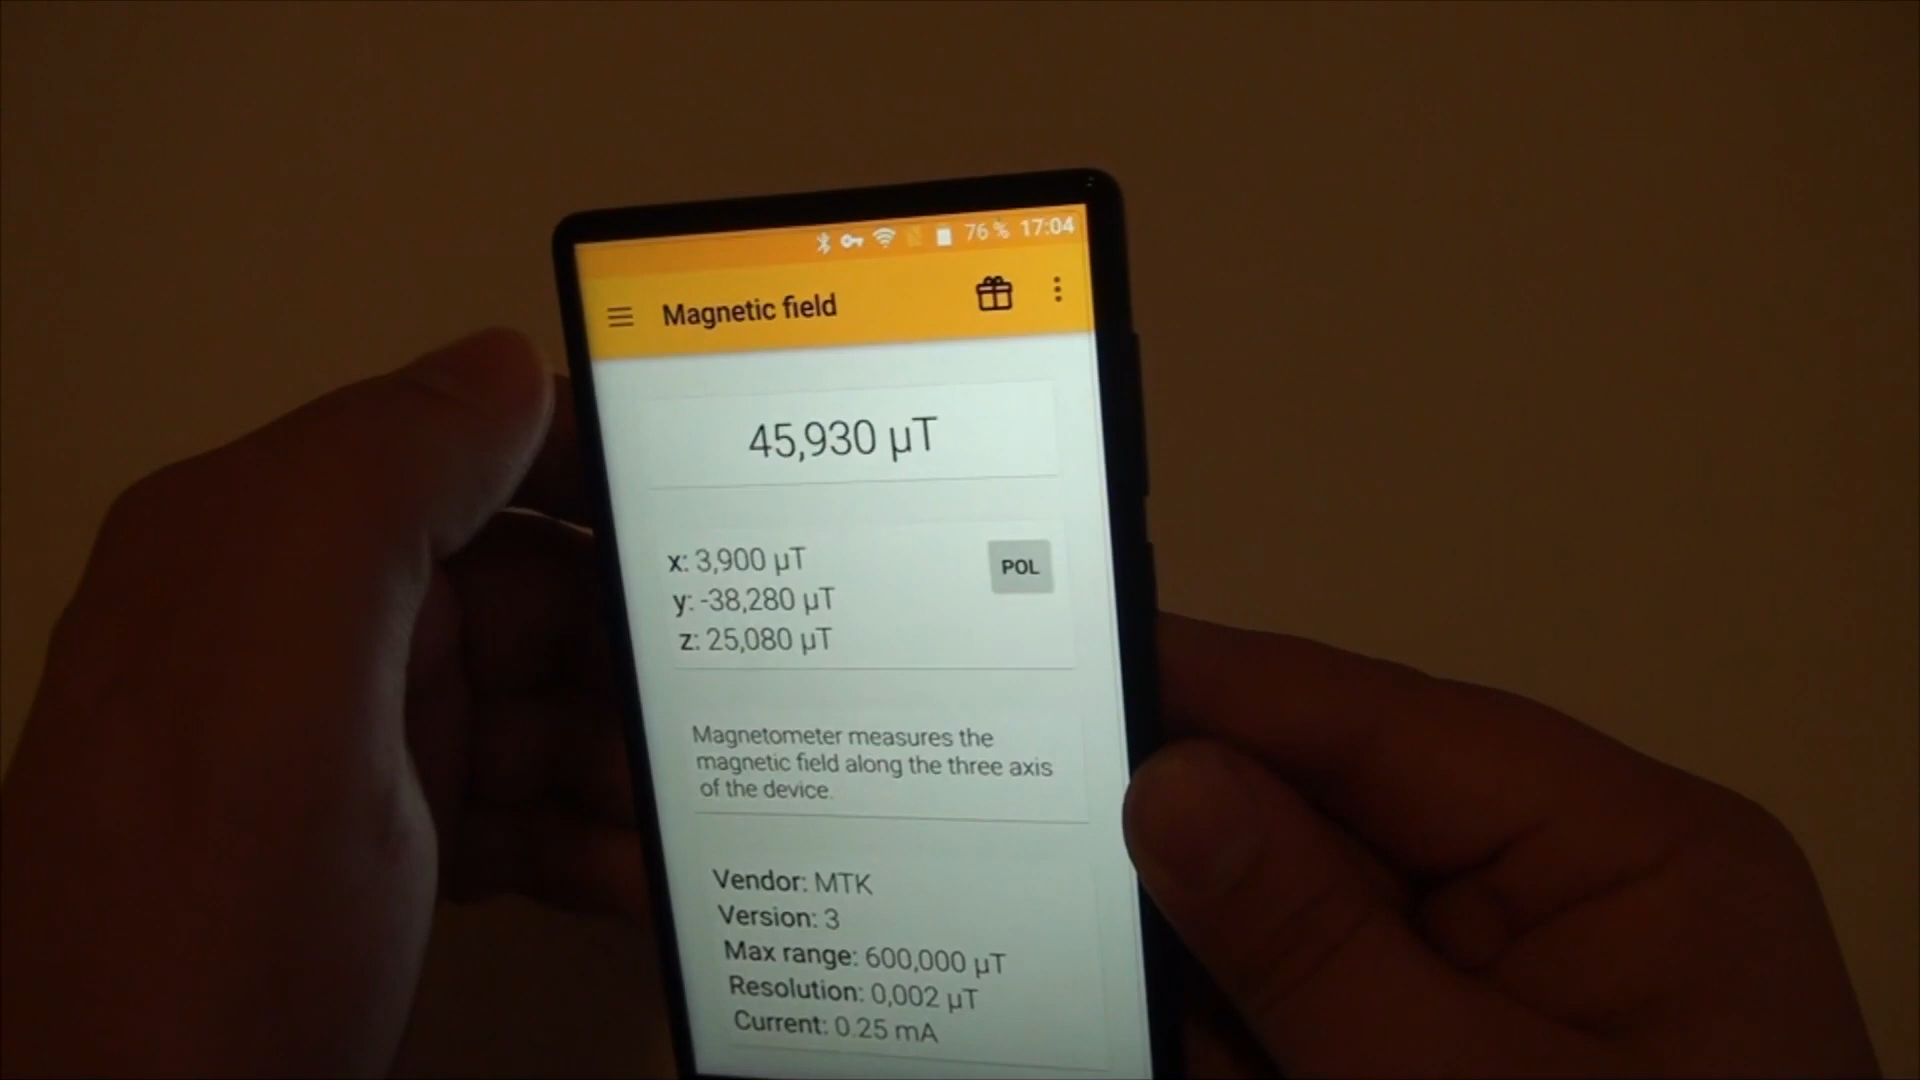 76 % 17:04
Magnetic field
45,930 µT
x: 3,900 µT
POL
y: -38,280 µT
z: 25,080 µT
Magnetometer measures the
magnetic field along the three axis
of the device.
Vendor: MTK
Version: 3
Max range: 600,000 µT
Resolution: 0,002 µT
Current: 0.25 mA